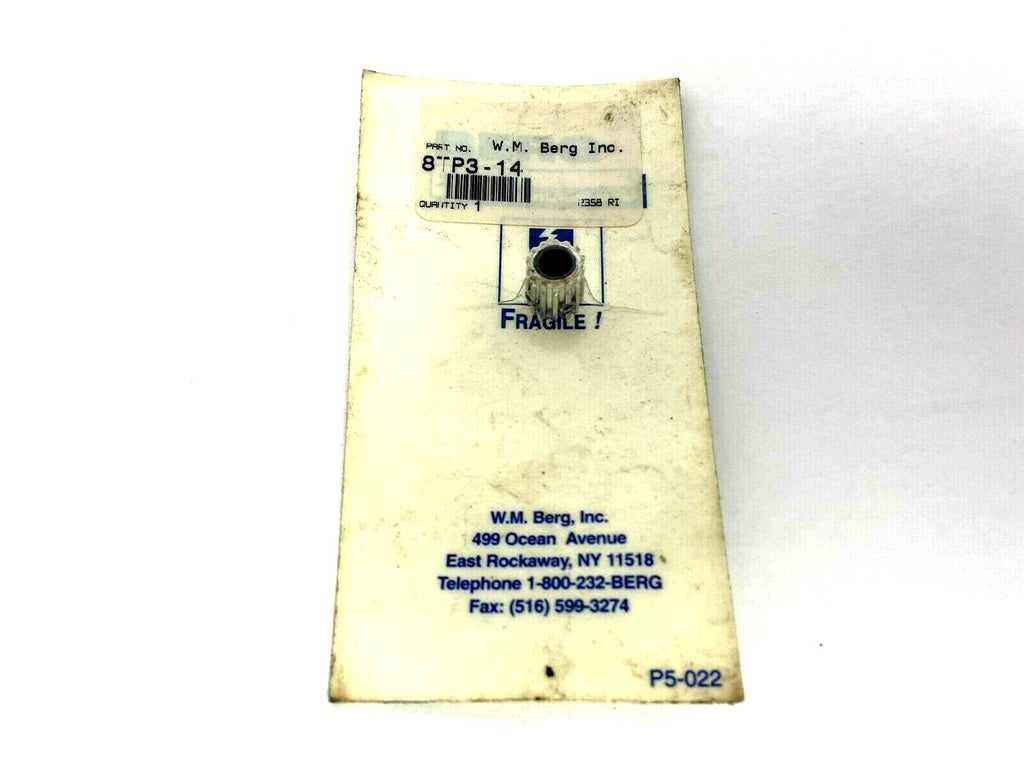 PART NO. W.M. Berg Inc.
8TP3-14
QUANTITY 1 235B RI
FRAGILE !
W.M. Berg, Inc.
499 Ocean Avenue
East Rockaway, NY 11518
Telephone 1-800-232-BERG
Fax: (516) 599-3274
P5-022